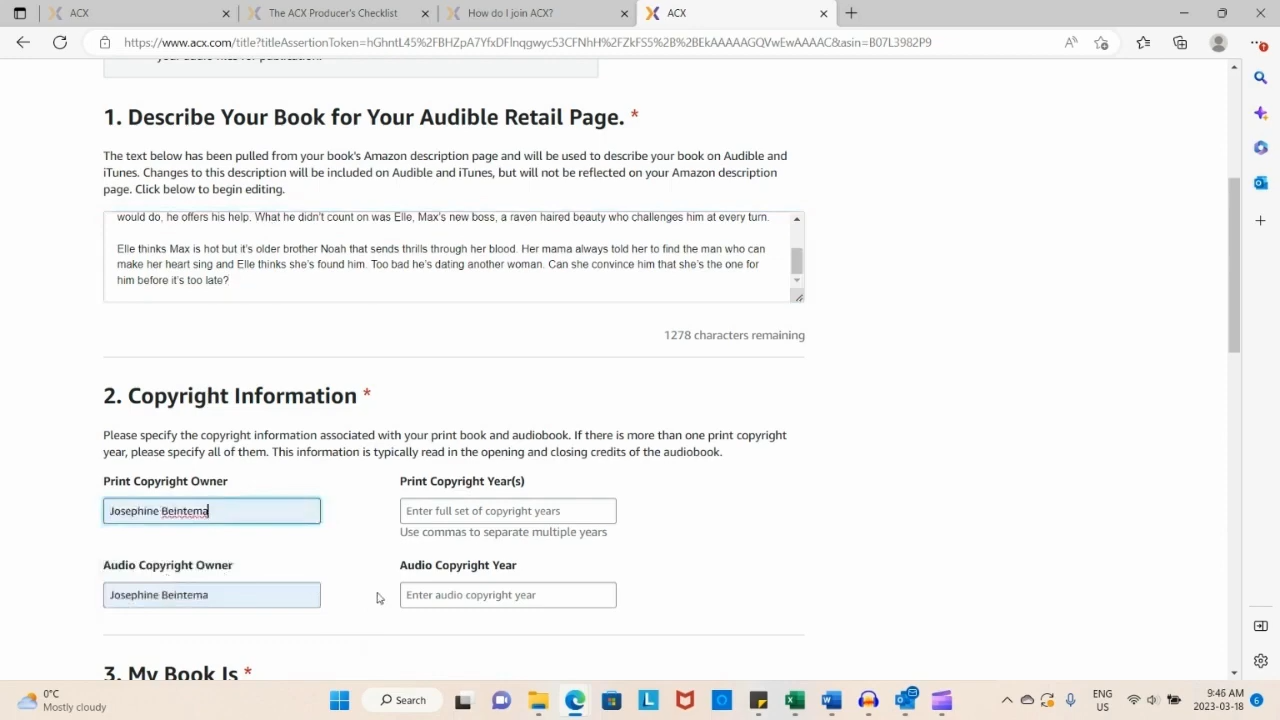 ACX
The ACX Producer's Checklist
How do I join ACX?
ACX
https://www.acx.com/title?titleAssertionToken=hGhntL45%2FBHZpA7YfxDFlnqgwyc53CFNhH%2FZkFS5%2B%2BEkAAAAAGQVwEwAAAAC&asin=B07L3982P9
your audio files for publication.
1. Describe Your Book for Your Audible Retail Page. *
The text below has been pulled from your book's Amazon description page and will be used to describe your book on Audible and
iTunes. Changes to this description will be included on Audible and iTunes, but will not be reflected on your Amazon description
page. Click below to begin editing.
would do, he offers his help. What he didn't count on was Elle, Max's new boss, a raven haired beauty who challenges him at every turn.
Elle thinks Max is hot but it's older brother Noah that sends thrills through her blood. Her mama always told her to find the man who can
make her heart sing and Elle thinks she's found him. Too bad he's dating another woman. Can she convince him that she's the one for
him before it's too late?
1278 characters remaining
2. Copyright Information *
Please specify the copyright information associated with your print book and audiobook. If there is more than one print copyright
year, please specify all of them. This information is typically read in the opening and closing credits of the audiobook.
Print Copyright Owner
Print Copyright Year(s)
Josephine Beintema
Enter full set of copyright years
Use commas to separate multiple years
Audio Copyright Owner
Audio Copyright Year
Josephine Beintema
Enter audio copyright year
3. My Book Is *
0°C
Mostly cloudy
Search
ENG
US
9:46 AM
2023-03-18
6